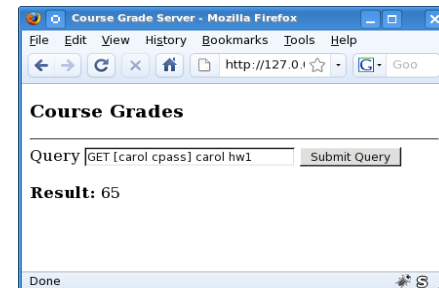 Course Grade Server - Mozilla Firefox
File Edit View History Bookmarks Tools Help
http://127.0.0 G Goo
Course Grades
Query GET [carol cpass] carol hw1 Submit Query
Result: 65
Done